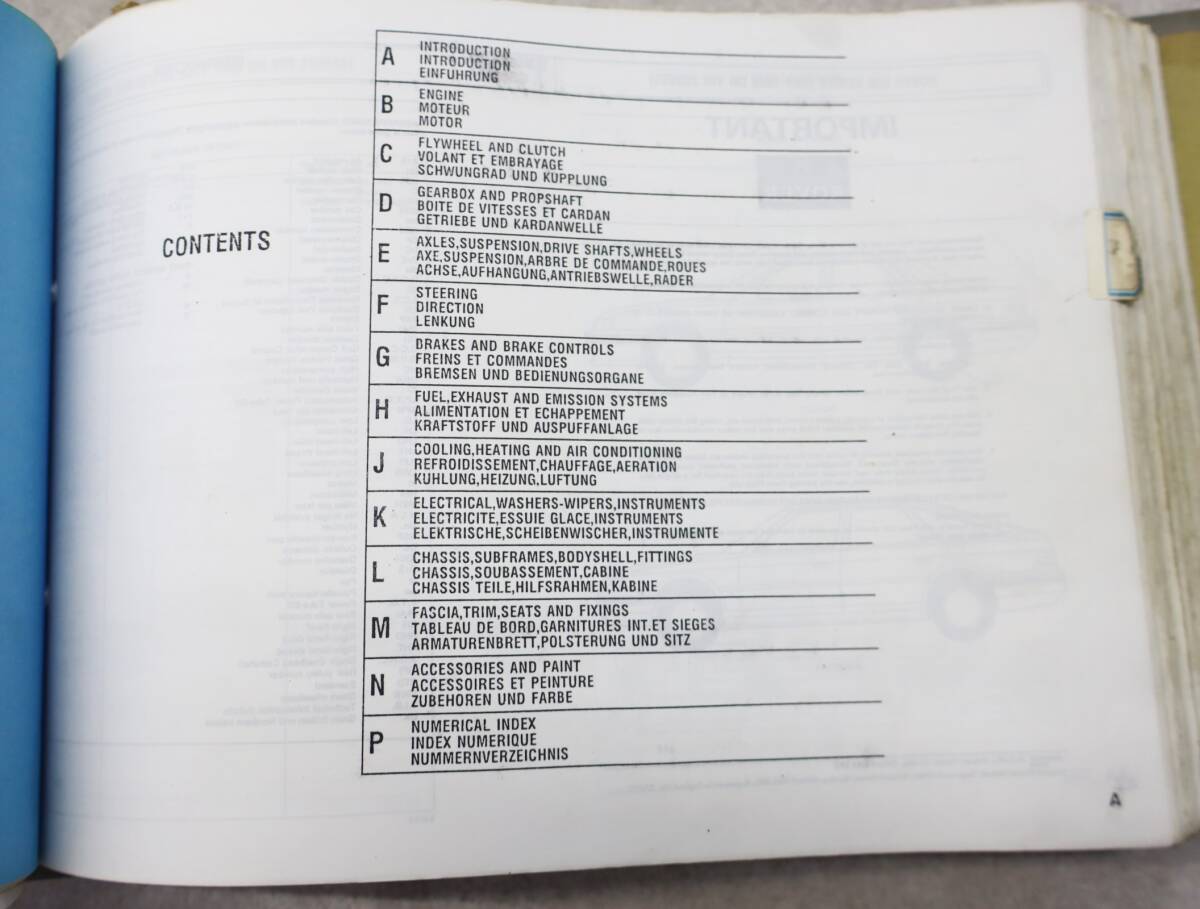 CONTENTS
A
INTRODUCTION
INTRODUCTION
EINFUHRUNG
B
ENGINE
MOTEUR
MOTOR
C
FLYWHEEL AND CLUTCH
VOLANT ET EMBRAYAGE
SCHWUNGRAD UND KUPPLUNG
D
GEARBOX AND PROPSHAFT
BOITE DE VITESSES ET CARDAN
GETRIEBE UND KARDANWELLE
E
AXLES,SUSPENSION,DRIVE SHAFTS,WHEELS
AXE,SUSPENSION,ARBRE DE COMMANDE,ROUES
ACHSE,AUFHANGUNG,ANTRIEBSWELLE,RADER
F
STEERING
DIRECTION
LENKUNG
G
BRAKES AND BRAKE CONTROLS
FREINS ET COMMANDES
BREMSEN UND BEDIENUNGSORGANE
H
FUEL,EXHAUST AND EMISSION SYSTEMS
ALIMENTATION ET ECHAPPEMENT
KRAFTSTOFF UND AUSPUFFANLAGE
J
COOLING,HEATING AND AIR CONDITIONING
REFROIDISSEMENT,CHAUFFAGE,AERATION
KUHLUNG,HEIZUNG,LUFTUNG
K
ELECTRICAL,WASHERS-WIPERS,INSTRUMENTS
ELECTRICITE,ESSUIE GLACE,INSTRUMENTS
ELEKTRISCHE,SCHEIBENWISCHER,INSTRUMENTE
L
CHASSIS,SUBFRAMES,BODYSHELL,FITTINGS
CHASSIS,SOUBASSEMENT,CABINE
CHASSIS TEILE,HILFSRAHMEN,KABINE
M
FASCIA,TRIM,SEATS AND FIXINGS
TABLEAU DE BORD,GARNITURES INT.ET SIEGES
ARMATURENBRETT,POLSTERUNG UND SITZ
N
ACCESSORIES AND PAINT
ACCESSOIRES ET PEINTURE
ZUBEHOREN UND FARBE
P
NUMERICAL INDEX
INDEX NUMERIQUE
NUMMERNVERZEICHNIS
A